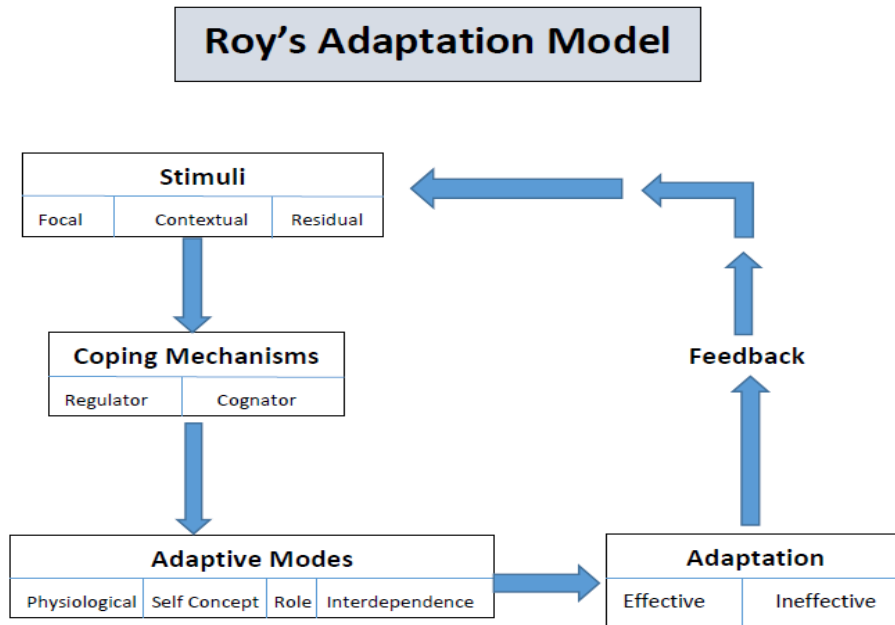 Roy's Adaptation Model
Stimuli
Focal Contextual Residual
Coping Mechanisms
Regulator Cognator
Feedback
Adaptive Modes
Physiological Self Concept Role Interdependence
Adaptation
Effective Ineffective